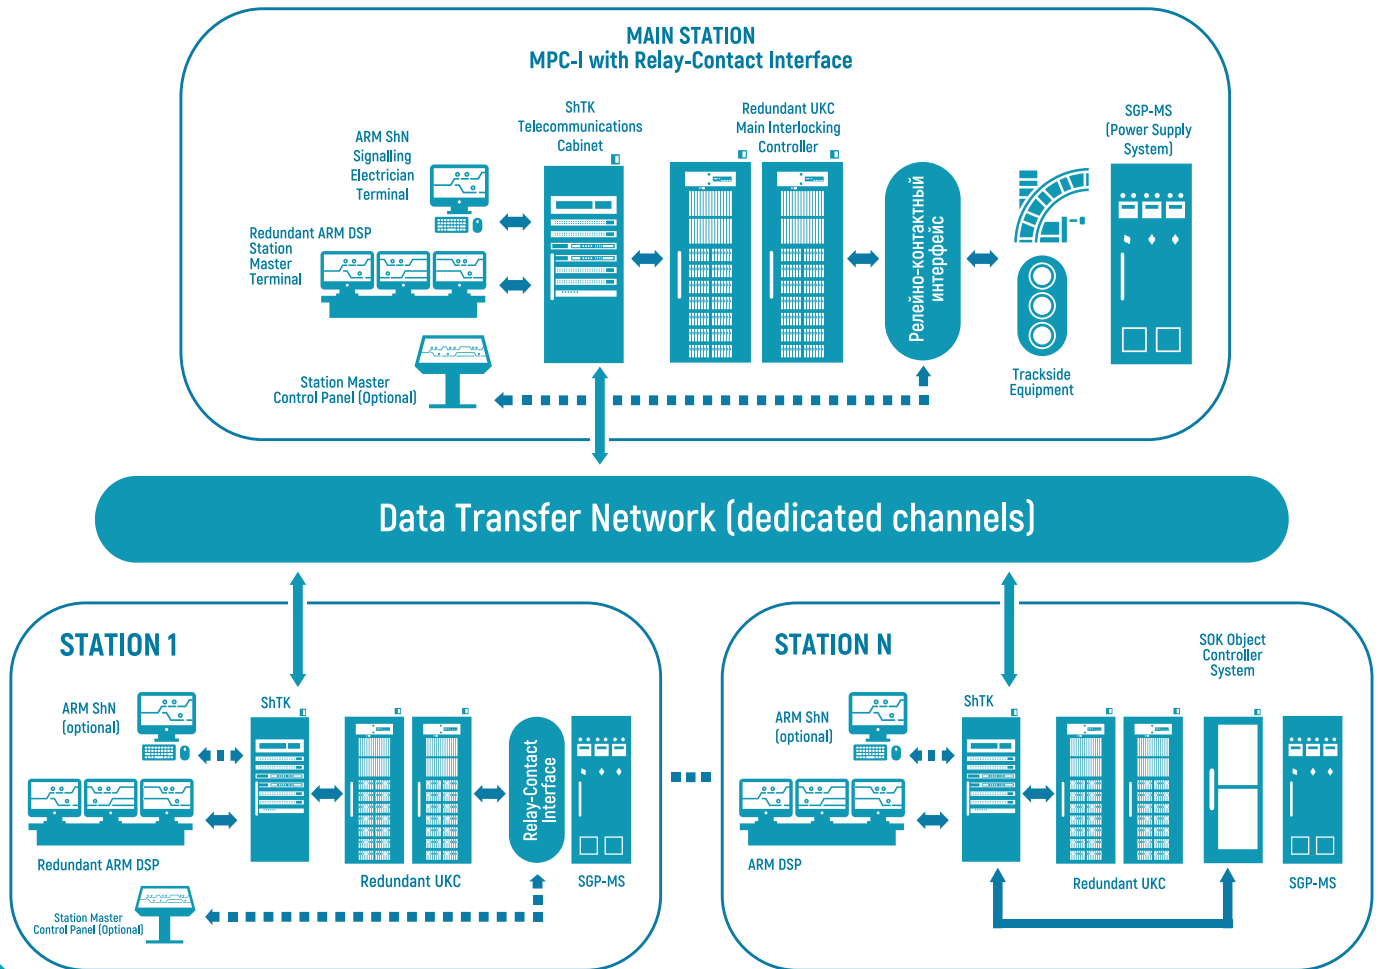 MAIN STATION
MPC-I with Relay-Contact Interface
ShTK
Telecommunications
Cabinet
Redundant UKC
Main Interlocking
Controller
SGP-MS
(Power Supply
System)
ARM ShN
Signalling
Electrician
Terminal
Redundant ARM DSP
Station
Master
Terminal
Релейно-контактный
интерфейс
Station Master
Control Panel (Optional)
Trackside
Equipment
Data Transfer Network (dedicated channels)
STATION 1
ARM ShN
(optional)
ShTK
Relay-Contact
Interface
Redundant ARM DSP
Redundant UKC
SGP-MS
Station Master
Control Panel (Optional)
STATION N
SOK Object
Controller
System
ARM ShN
(optional)
ShTK
ARM DSP
Redundant UKC
SGP-MS